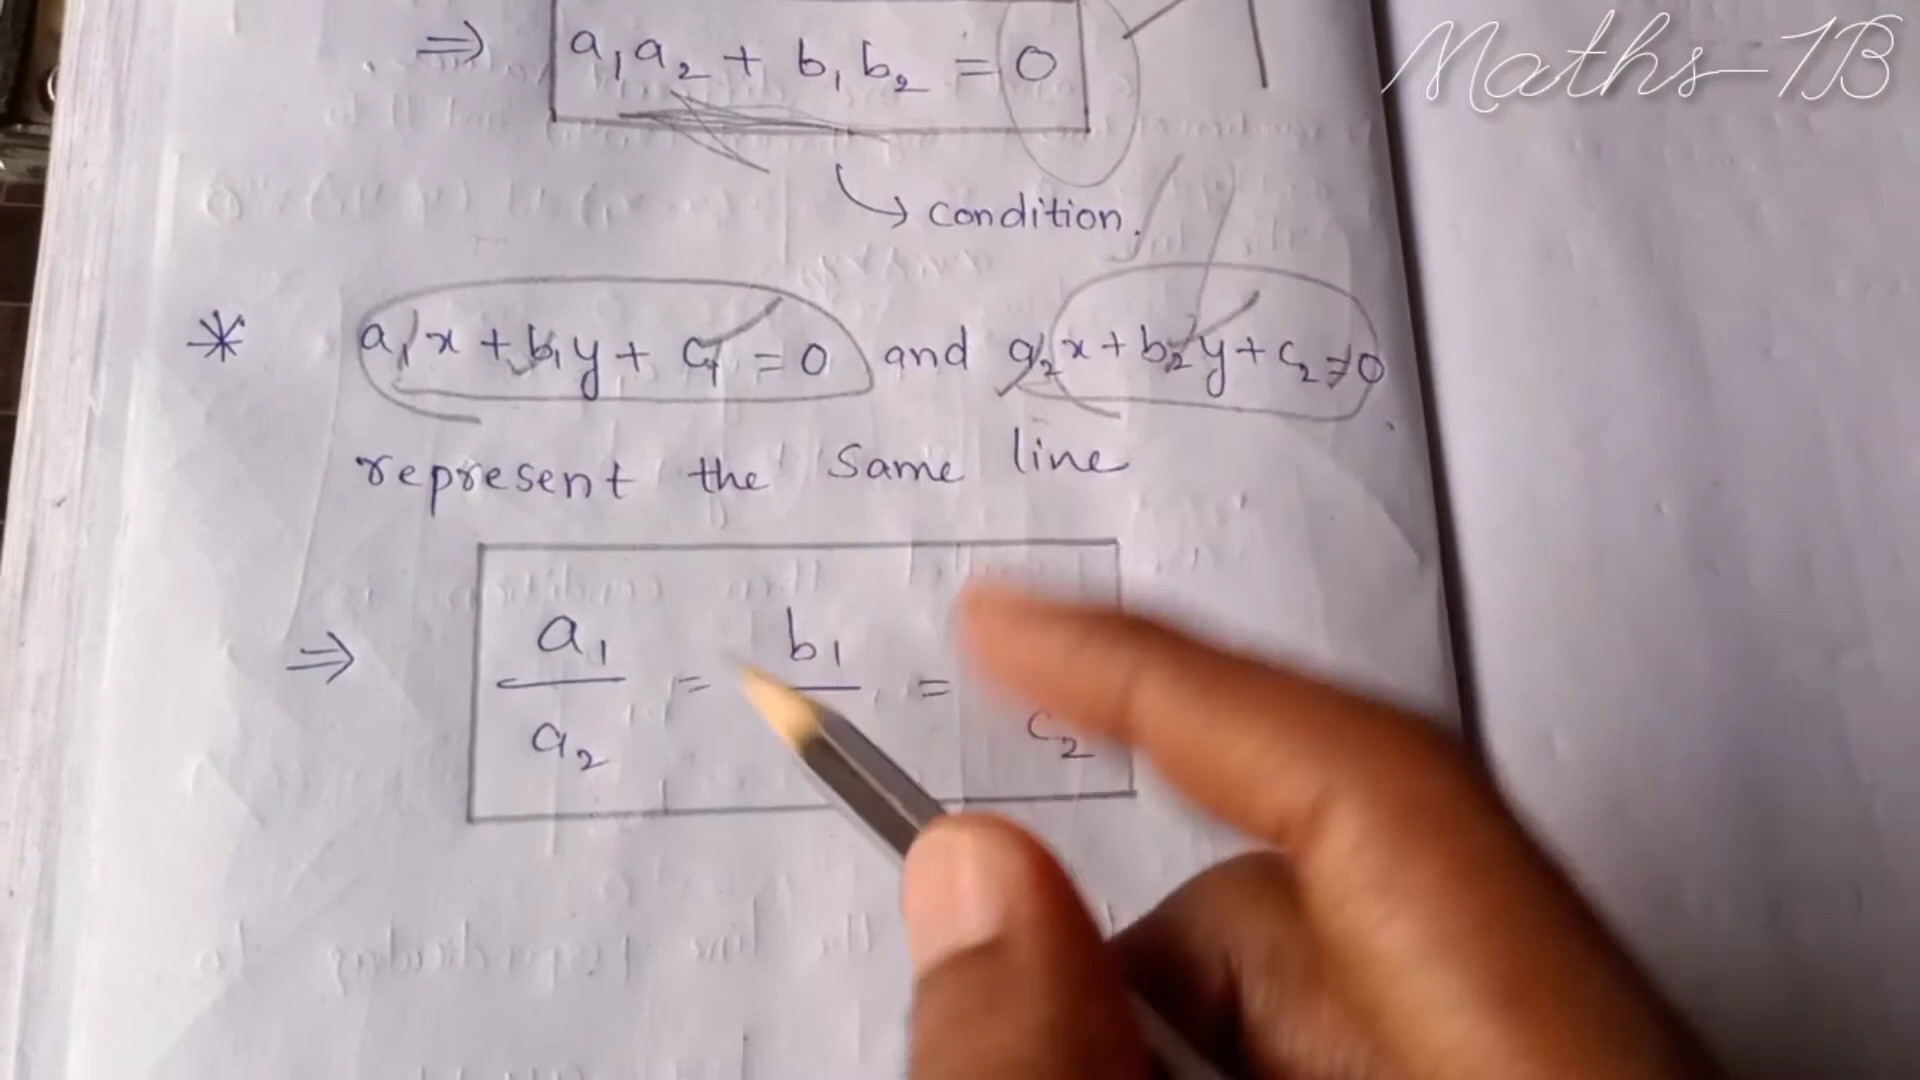 Maths-1B
⇒ a₁a₂ + b₁b₂ = 0
↳ condition.
* a₁x + b₁y + c₁ = 0 and a₂x + b₂y + c₂ = 0
represent the same line
⇒ a₁ b₁
= =
a₂ c₂